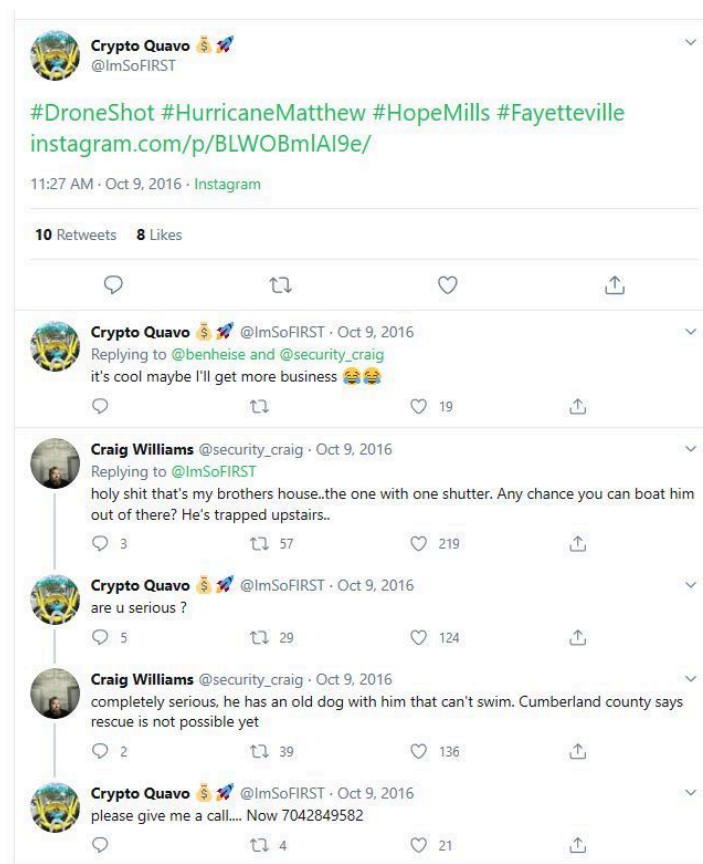 Crypto Quavo 💰🚀
@ImSoFIRST
#DroneShot #HurricaneMatthew #HopeMills #Fayetteville
instagram.com/p/BLWOBmlAI9e/
11:27 AM · Oct 9, 2016 · Instagram
10 Retweets 8 Likes
Crypto Quavo 💰🚀 @ImSoFIRST · Oct 9, 2016
Replying to @benheise and @security_craig
it's cool maybe I'll get more business 😂😂
19
Craig Williams @security_craig · Oct 9, 2016
Replying to @ImSoFIRST
holy shit that's my brothers house..the one with one shutter. Any chance you can boat him
out of there? He's trapped upstairs..
3 57 219
Crypto Quavo 💰🚀 @ImSoFIRST · Oct 9, 2016
are u serious ?
5 29 124
Craig Williams @security_craig · Oct 9, 2016
completely serious, he has an old dog with him that can't swim. Cumberland county says
rescue is not possible yet
2 39 136
Crypto Quavo 💰🚀 @ImSoFIRST · Oct 9, 2016
please give me a call.... Now 7042849582
4 21